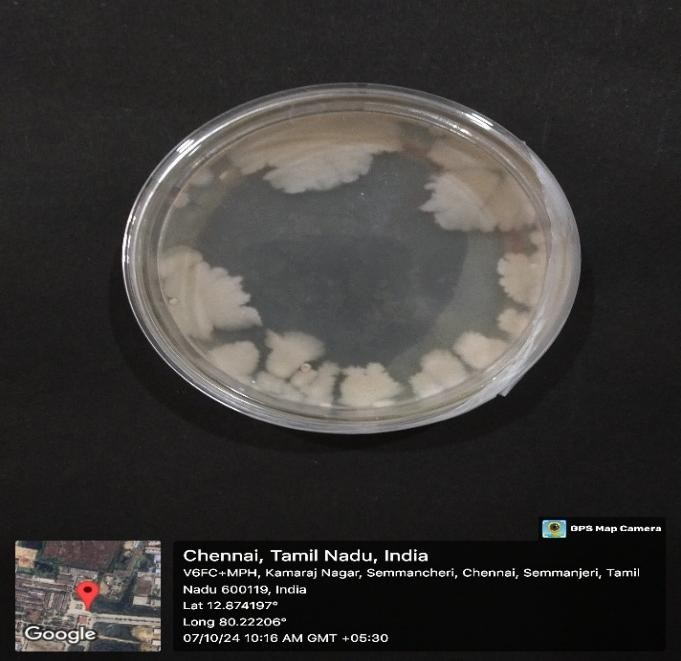 GPS Map Camera
Chennai, Tamil Nadu, India
V6FC+MPH, Kamaraj Nagar, Semmancheri, Chennai, Semmanjeri, Tamil
Nadu 600119, India
Lat 12.874197°
Long 80.22206°
07/10/24 10:16 AM GMT +05:30
Google